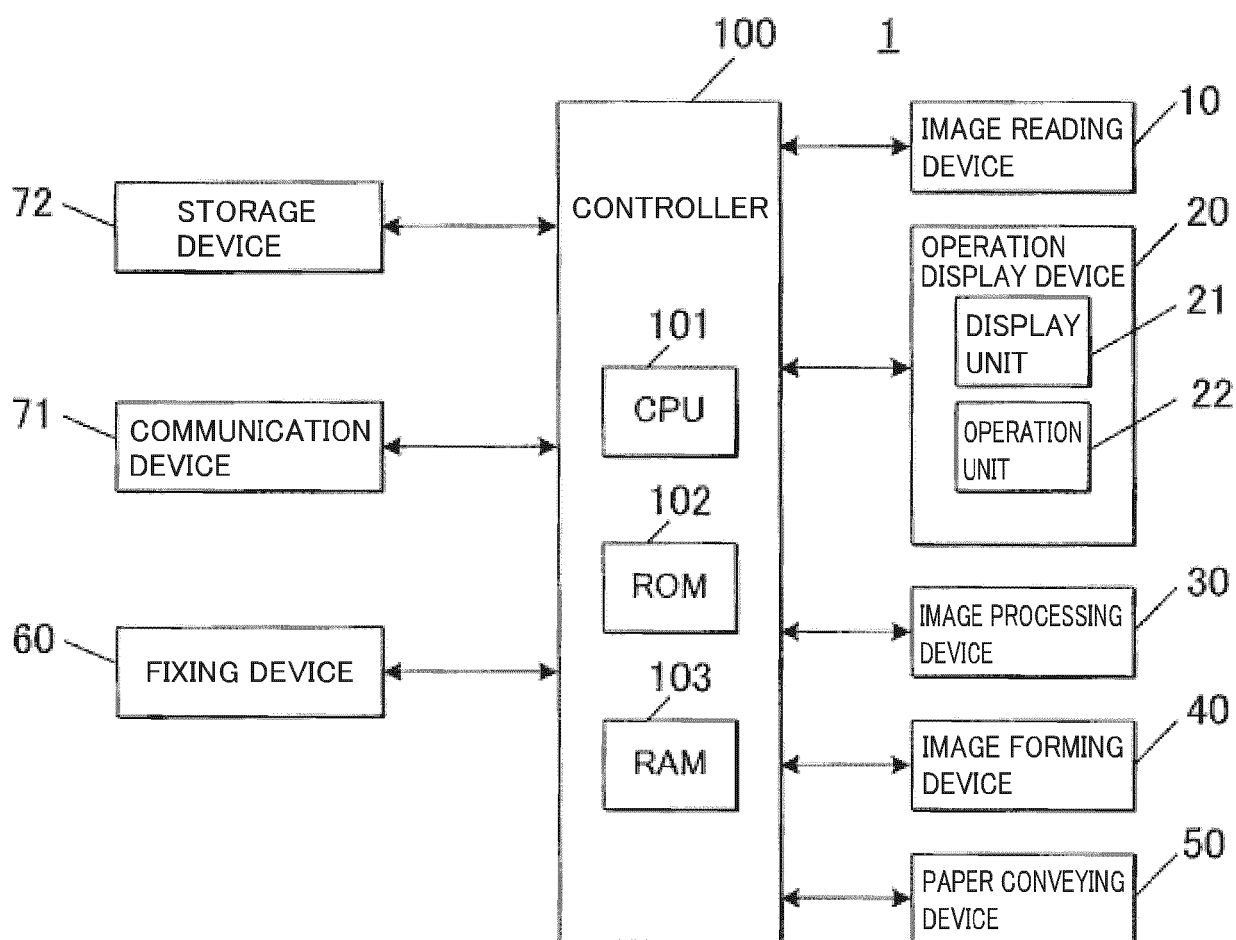 100
1
10
IMAGE READING
DEVICE
72
STORAGE
DEVICE
CONTROLLER
20
OPERATION
DISPLAY DEVICE
21
DISPLAY
UNIT
101
CPU
22
OPERATION
UNIT
71
COMMUNICATION
DEVICE
102
ROM
30
IMAGE PROCESSING
DEVICE
60
FIXING DEVICE
103
RAM
40
IMAGE FORMING
DEVICE
50
PAPER CONVEYING
DEVICE